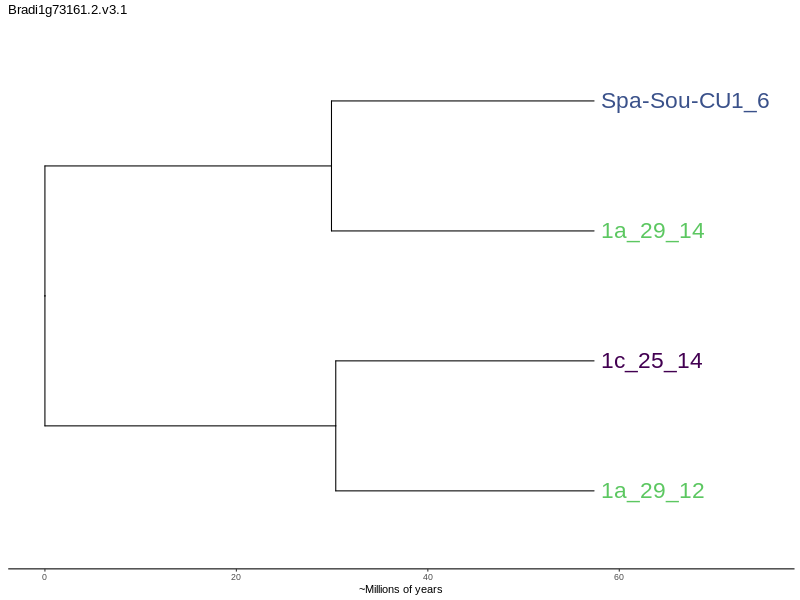 Bradi1g73161.2.v3.1
Spa-Sou-CU1_6
1a_29_14
1c_25_14
1a_29_12
0 20 40 60
~Millions of years